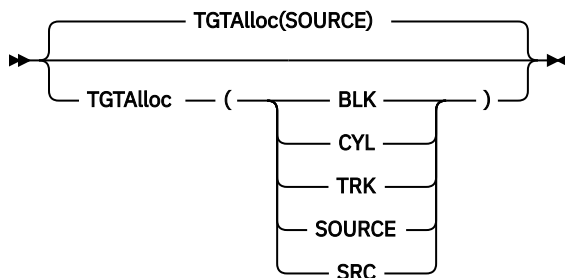 TGTAlloc(SOURCE)
TGTAlloc ( BLK )
CYL
TRK
SOURCE
SRC